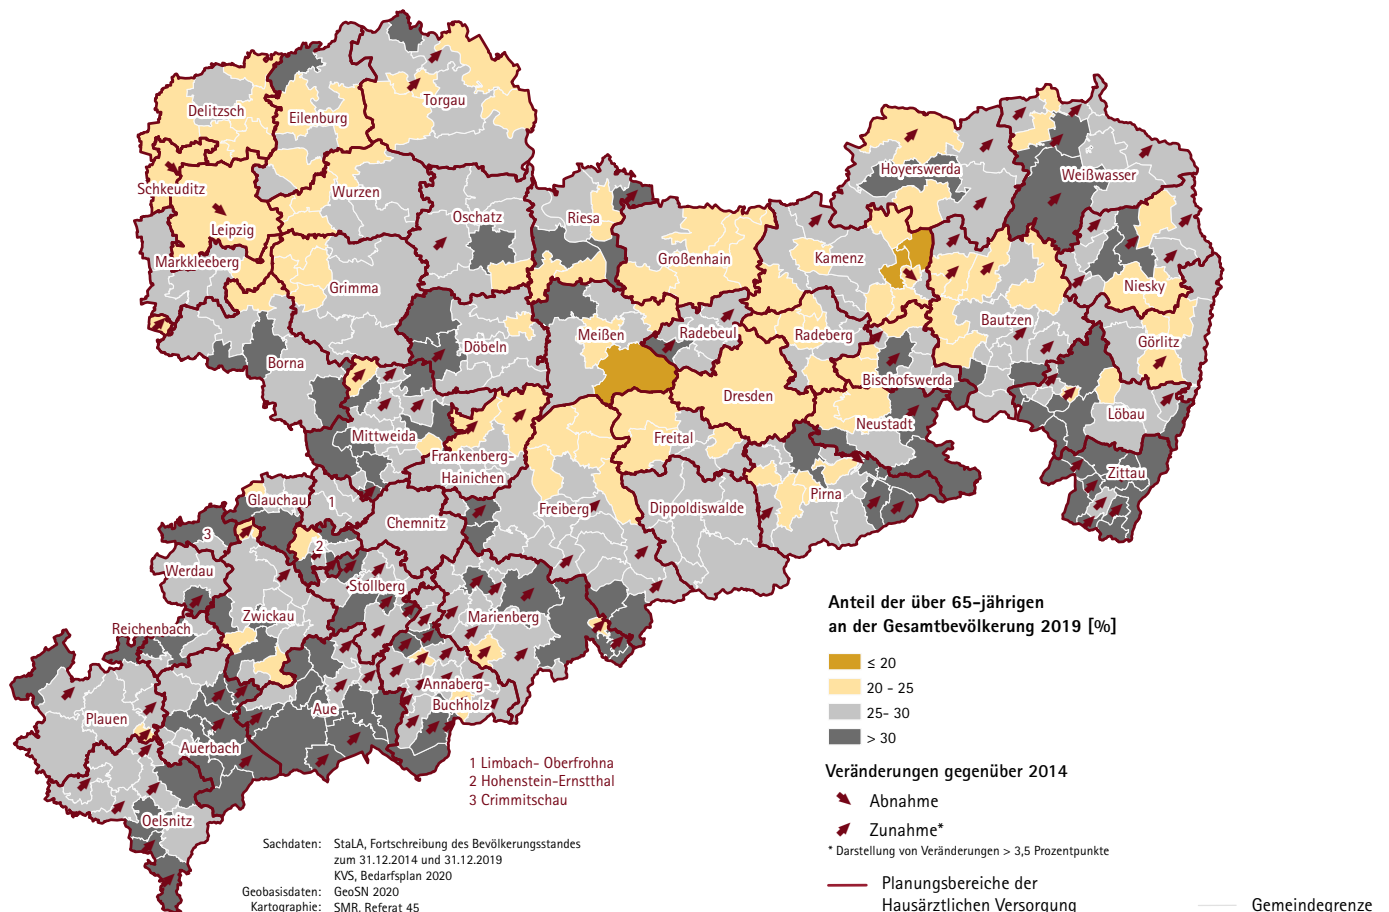 Delitzsch
Eilenburg
Torgau
Schkeuditz
Wurzen
Leipzig
Oschatz
Riesa
Hoyerswerda
Weißwasser
Markkleeberg
Grimma
Großenhain
Kamenz
Niesky
Borna
Döbeln
Meißen
Radebeul
Radeberg
Bautzen
Görlitz
Bischofswerda
Dresden
Löbau
Mittweida
Neustadt
Freital
Frankenberg-
Hainichen
Zittau
Glauchau
1
Pirna
Chemnitz
Freiberg
Dippoldiswalde
3
2
Werdau
Stollberg
Zwickau
Marienberg
Reichenbach
Annaberg-
Buchholz
Aue
Plauen
Auerbach
Oelsnitz
1 Limbach- Oberfrohna
2 Hohenstein-Ernstthal
3 Crimmitschau
Sachdaten: StaLA, Fortschreibung des Bevölkerungsstandes
zum 31.12.2014 und 31.12.2019
KVS, Bedarfsplan 2020
Geobasisdaten: GeoSN 2020
Kartographie: SMR, Referat 45
Anteil der über 65-jährigen
an der Gesamtbevölkerung 2019 [%]
≤ 20
20 - 25
25- 30
> 30
Veränderungen gegenüber 2014
Abnahme
Zunahme*
* Darstellung von Veränderungen > 3,5 Prozentpunkte
Planungsbereiche der
Hausärztlichen Versorgung
Gemeindegrenze